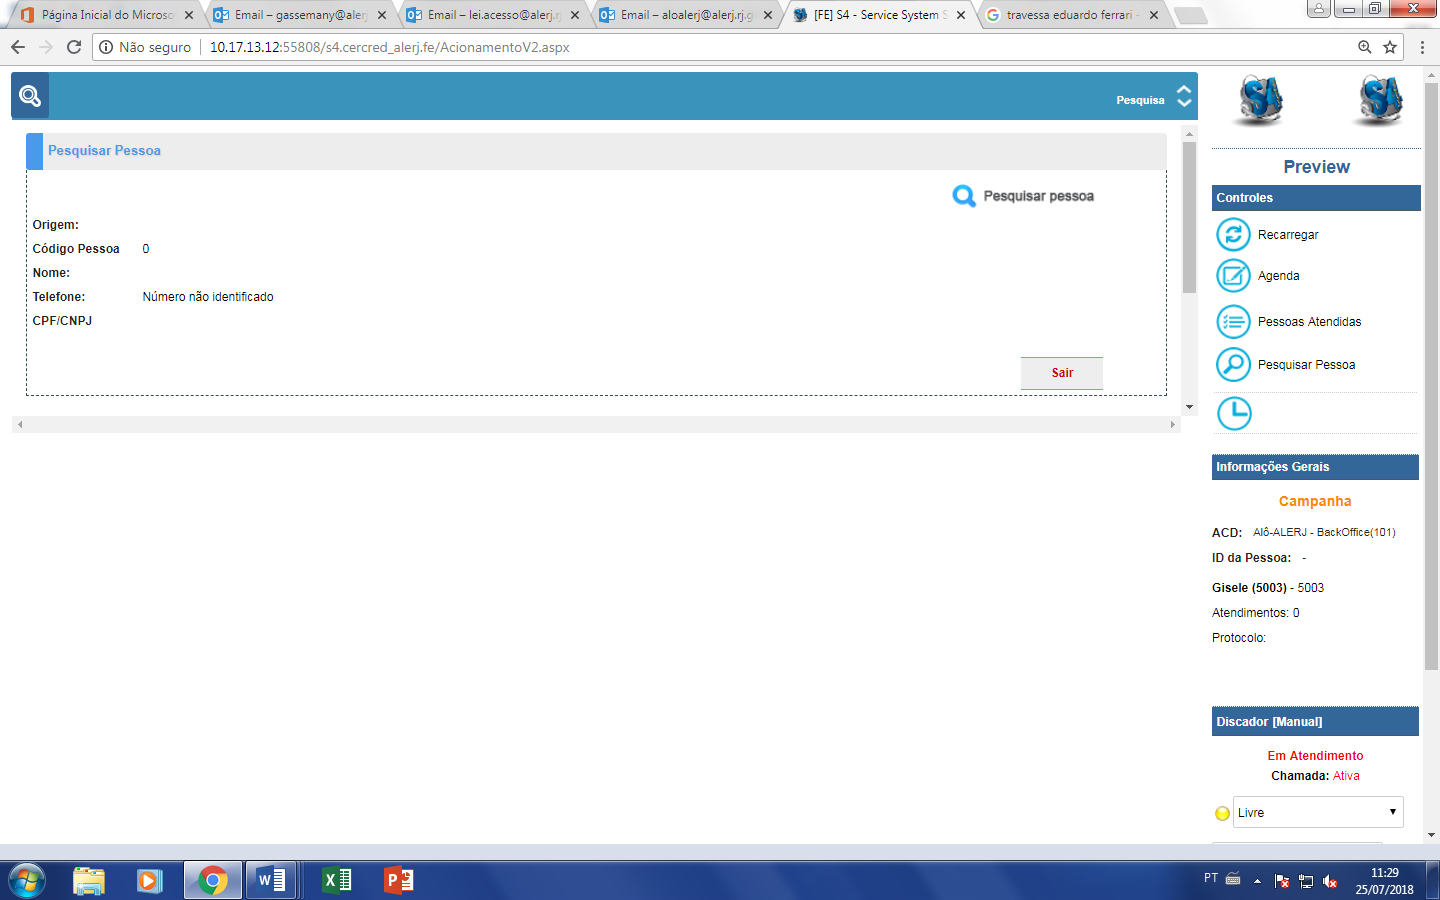 Página Inicial do Microso
Email – gassemany@aler
Email – lei.acesso@alerj.r
Email – aloalerj@alerj.rj.g
[FE] S4 - Service System S
travessa eduardo ferrari -
Não seguro
10.17.13.12:55808/s4.cercred_alerj.fe/AcionamentoV2.aspx
Pesquisa
Pesquisar Pessoa
Pesquisar pessoa
Origem:
Código Pessoa 0
Nome:
Telefone: Número não identificado
CPF/CNPJ
Sair
Preview
Controles
Recarregar
Agenda
Pessoas Atendidas
Pesquisar Pessoa
Informações Gerais
Campanha
ACD: Alô-ALERJ - BackOffice(101)
ID da Pessoa: -
Gisele (5003) - 5003
Atendimentos: 0
Protocolo:
Discador [Manual]
Em Atendimento
Chamada: Ativa
Livre
PT
11:29
25/07/2018